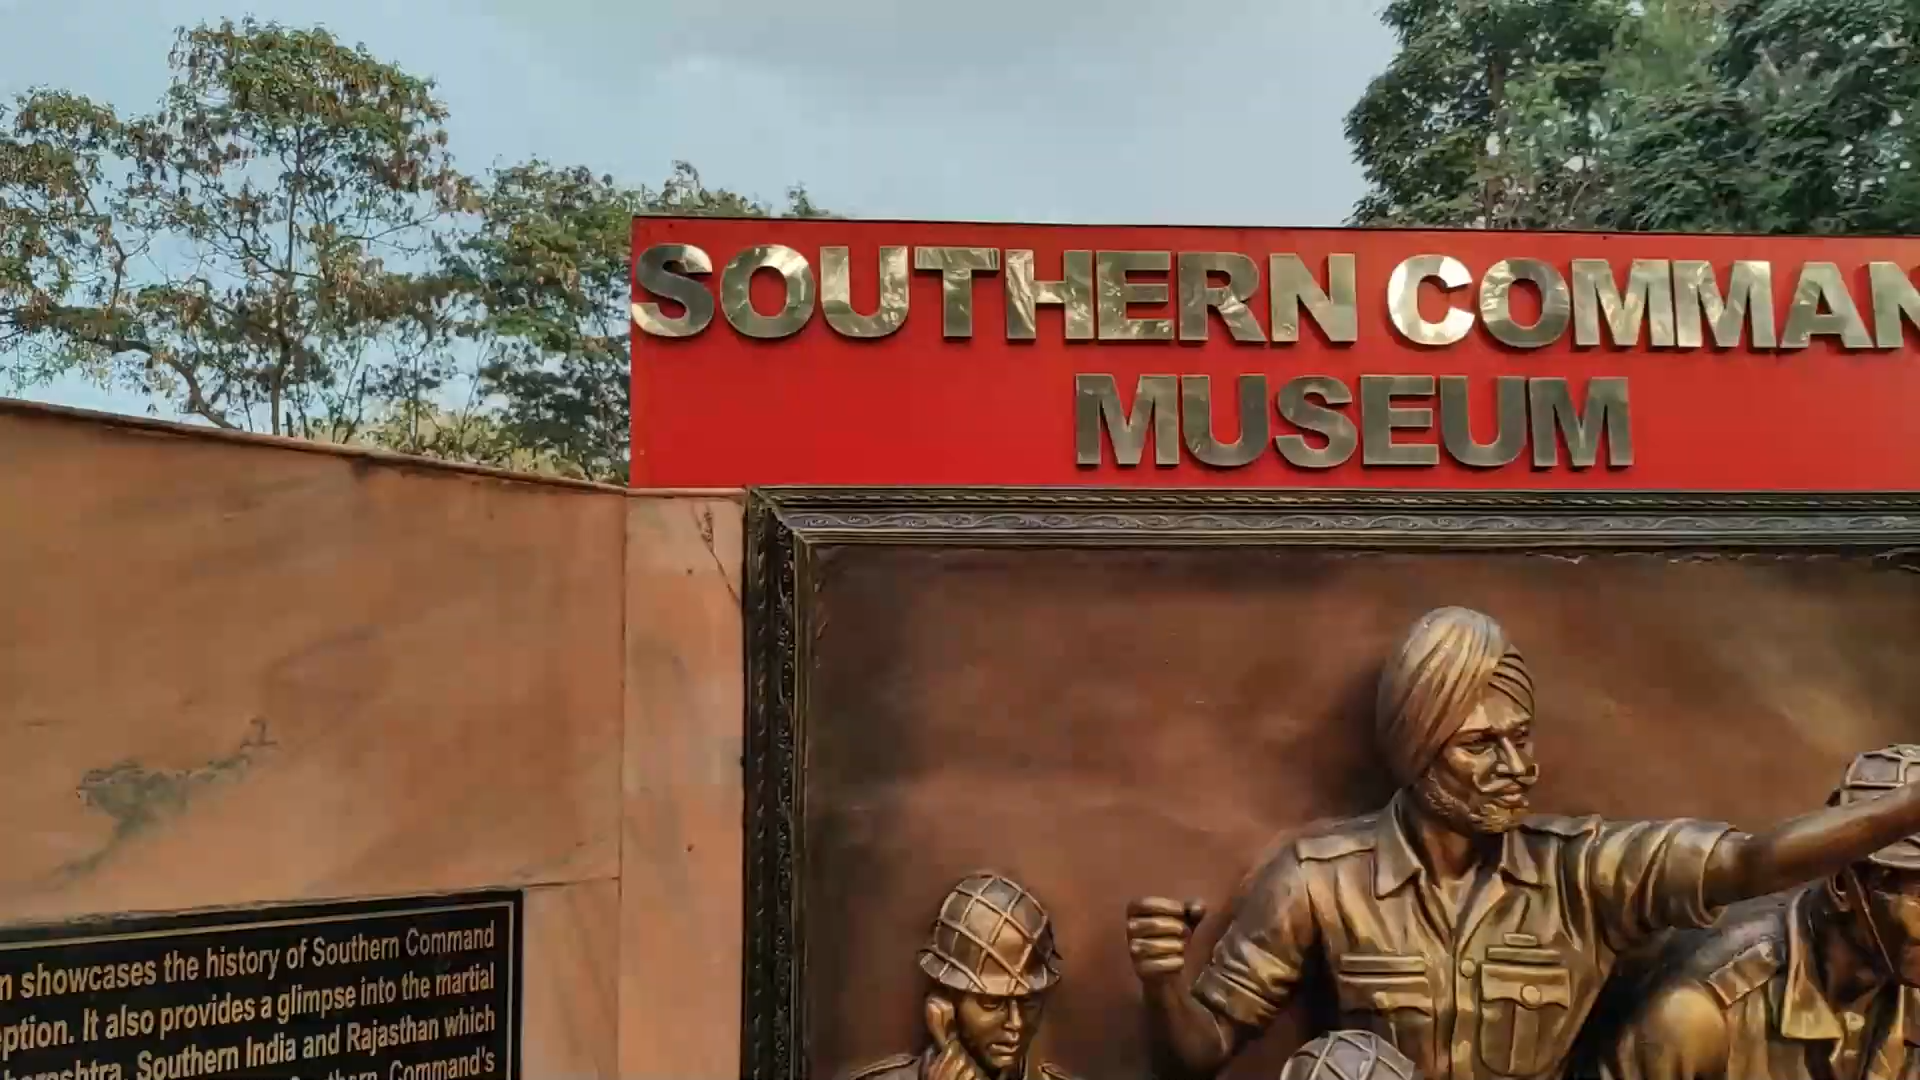 SOUTHERN COMMAN
MUSEUM
showcases the history of Southern Command
It also provides a glimpse into the martial
Southern India and Rajasthan which
Command's